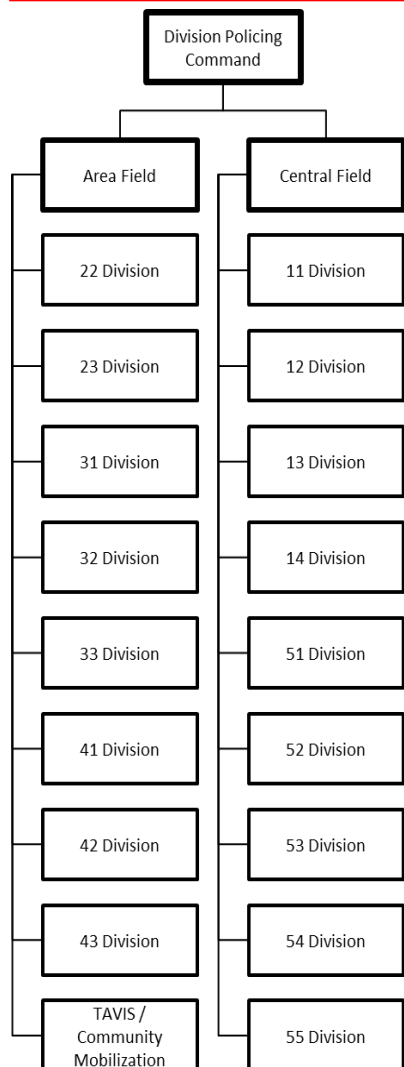 Division Policing
Command
Area Field
Central Field
22 Division
11 Division
23 Division
12 Division
31 Division
13 Division
32 Division
14 Division
33 Division
51 Division
41 Division
52 Division
42 Division
53 Division
43 Division
54 Division
TAVIS /
Community
Mobilization
55 Division